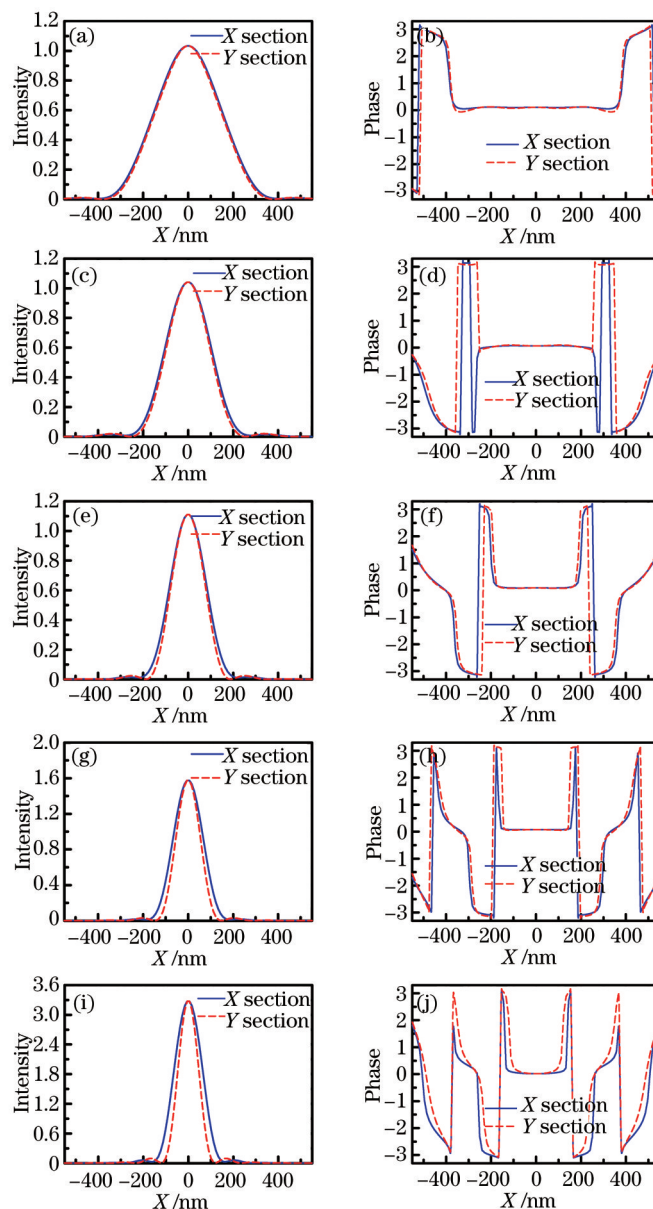 (a)
X section
Y section
Intensity
1.2
1.0
0.8
0.6
0.4
0.2
0
−400 −200 0 200 400
X /nm
(b)
X section
Y section
Phase
3
2
1
0
−1
−2
−3
−400 −200 0 200 400
X /nm
(c)
X section
Y section
Intensity
1.2
1.0
0.8
0.6
0.4
0.2
0
−400 −200 0 200 400
X /nm
(d)
X section
Y section
Phase
3
2
1
0
−1
−2
−3
−400 −200 0 200 400
X /nm
(e)
X section
Y section
Intensity
1.2
1.0
0.8
0.6
0.4
0.2
0
−400 −200 0 200 400
X /nm
(f)
X section
Y section
Phase
3
2
1
0
−1
−2
−3
−400 −200 0 200 400
X /nm
(g)
X section
Y section
Intensity
2.0
1.6
1.2
0.8
0.4
0
−400 −200 0 200 400
X /nm
(h)
X section
Y section
Phase
3
2
1
0
−1
−2
−3
−400 −200 0 200 400
X /nm
(i)
X section
Y section
Intensity
3.6
3.0
2.4
1.8
1.2
0.6
0
−400 −200 0 200 400
X /nm
(j)
X section
Y section
Phase
3
2
1
0
−1
−2
−3
−400 −200 0 200 400
X /nm